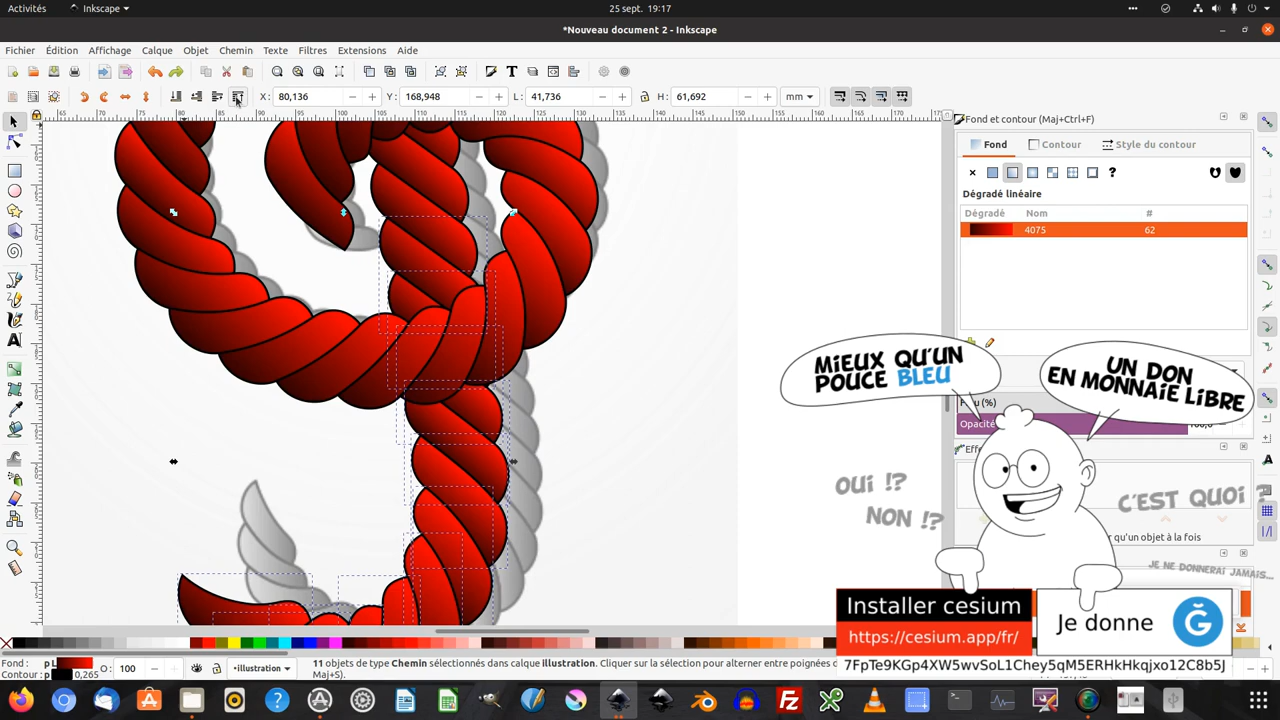 Activités
Inkscape
25 sept. 19:17
*Nouveau document 2 - Inkscape
Fichier Édition Affichage Calque Objet Chemin Texte Filtres Extensions Aide
X: 80,136 Y: 168,948 L: 41,736 H: 61,692 mm
Fond et contour (Maj+Ctrl+F)
Fond Contour Style du contour
?
Dégradé linéaire
Dégradé Nom #
4075 62
MIEUX QU'UN
POUCE BLEU
UN DON
EN MONNAIE LIBRE
(%)
Opacité
OUI !?
NON !?
C'EST QUOI ?
qu'un objet à la fois
JE NE DONNERAI JAMAIS...
Installer cesium
https://cesium.app/fr/
Je donne
7FpTe9KGp4XW5wvSoL1Chey5qM5ERHkHkqjxo12C8b5J
Fond :
Contour :
0,265
O: 100
illustration
11 objets de type Chemin sélectionnés dans calque illustration. Cliquer sur la sélection pour alterner entre poignées d
Maj+S).